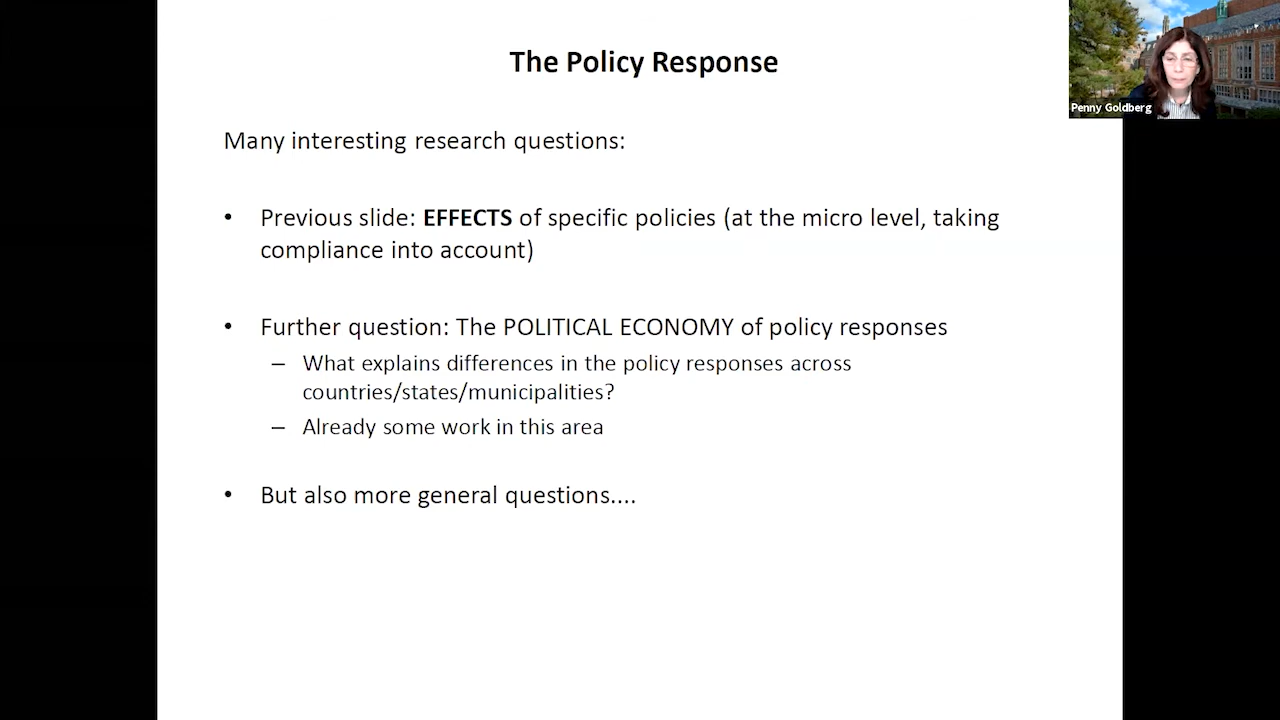 The Policy Response
Penny Goldberg
Many interesting research questions:
• Previous slide: EFFECTS of specific policies (at the micro level, taking
compliance into account)
• Further question: The POLITICAL ECONOMY of policy responses
– What explains differences in the policy responses across
countries/states/municipalities?
– Already some work in this area
• But also more general questions....